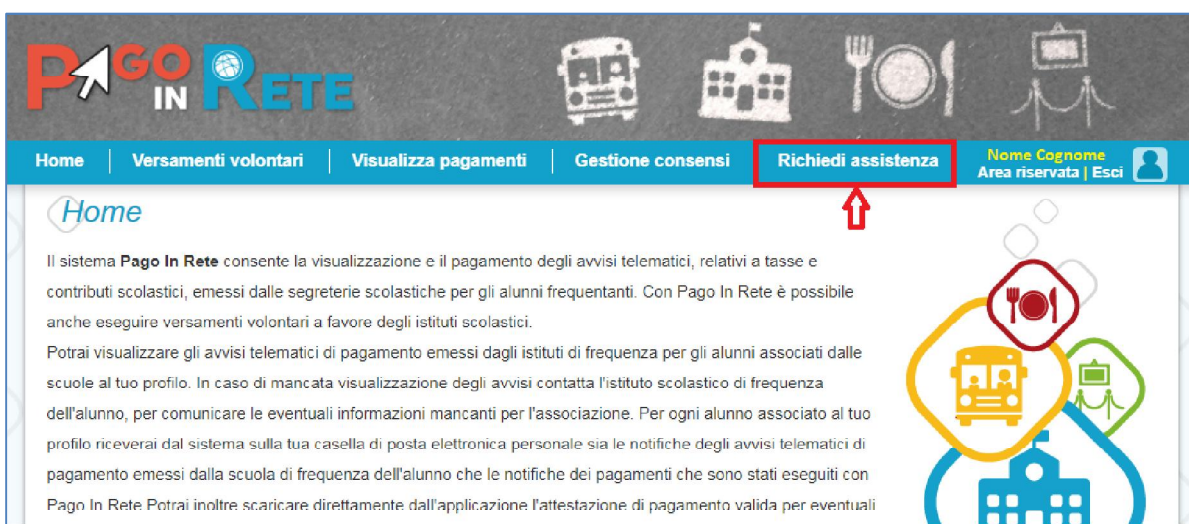 PAGO
IN RETE
Home Versamenti volontari Visualizza pagamenti Gestione consensi Richiedi assistenza Nome Cognome
Area riservata | Esci
Home
Il sistema Pago In Rete consente la visualizzazione e il pagamento degli avvisi telematici, relativi a tasse e
contributi scolastici, emessi dalle segreterie scolastiche per gli alunni frequentanti. Con Pago In Rete è possibile
anche eseguire versamenti volontari a favore degli istituti scolastici.
Potrai visualizzare gli avvisi telematici di pagamento emessi dagli istituti di frequenza per gli alunni associati dalle
scuole al tuo profilo. In caso di mancata visualizzazione degli avvisi contatta l'istituto scolastico di frequenza
dell'alunno, per comunicare le eventuali informazioni mancanti per l'associazione. Per ogni alunno associato al tuo
profilo riceverai dal sistema sulla tua casella di posta elettronica personale sia le notifiche degli avvisi telematici di
pagamento emessi dalla scuola di frequenza dell'alunno che le notifiche dei pagamenti che sono stati eseguiti con
Pago In Rete Potrai inoltre scaricare direttamente dall'applicazione l'attestazione di pagamento valida per eventuali